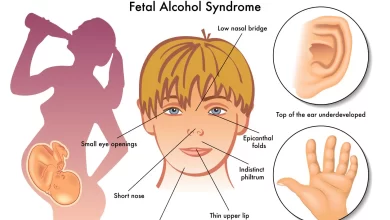 Fetal Alcohol Syndrome
Low nasal bridge
Top of the ear underdeveloped
Small eye openings
Epicanthal
folds
Indistinct
philtrum
Short nose
Thin upper lip